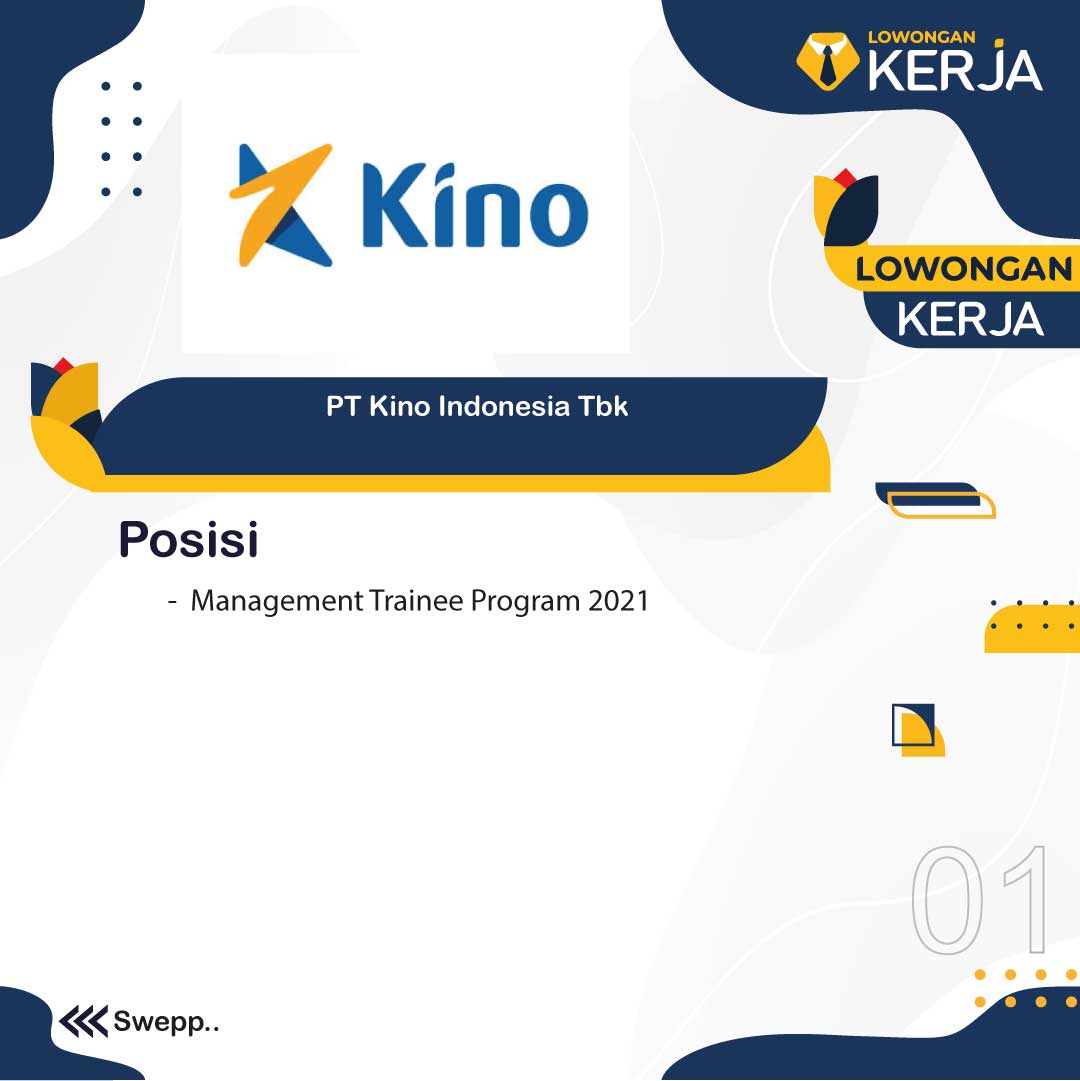 LOWONGAN
KERJA
Kino
LOWONGAN
KERJA
PT Kino Indonesia Tbk
Posisi
- Management Trainee Program 2021
01
Swepp..